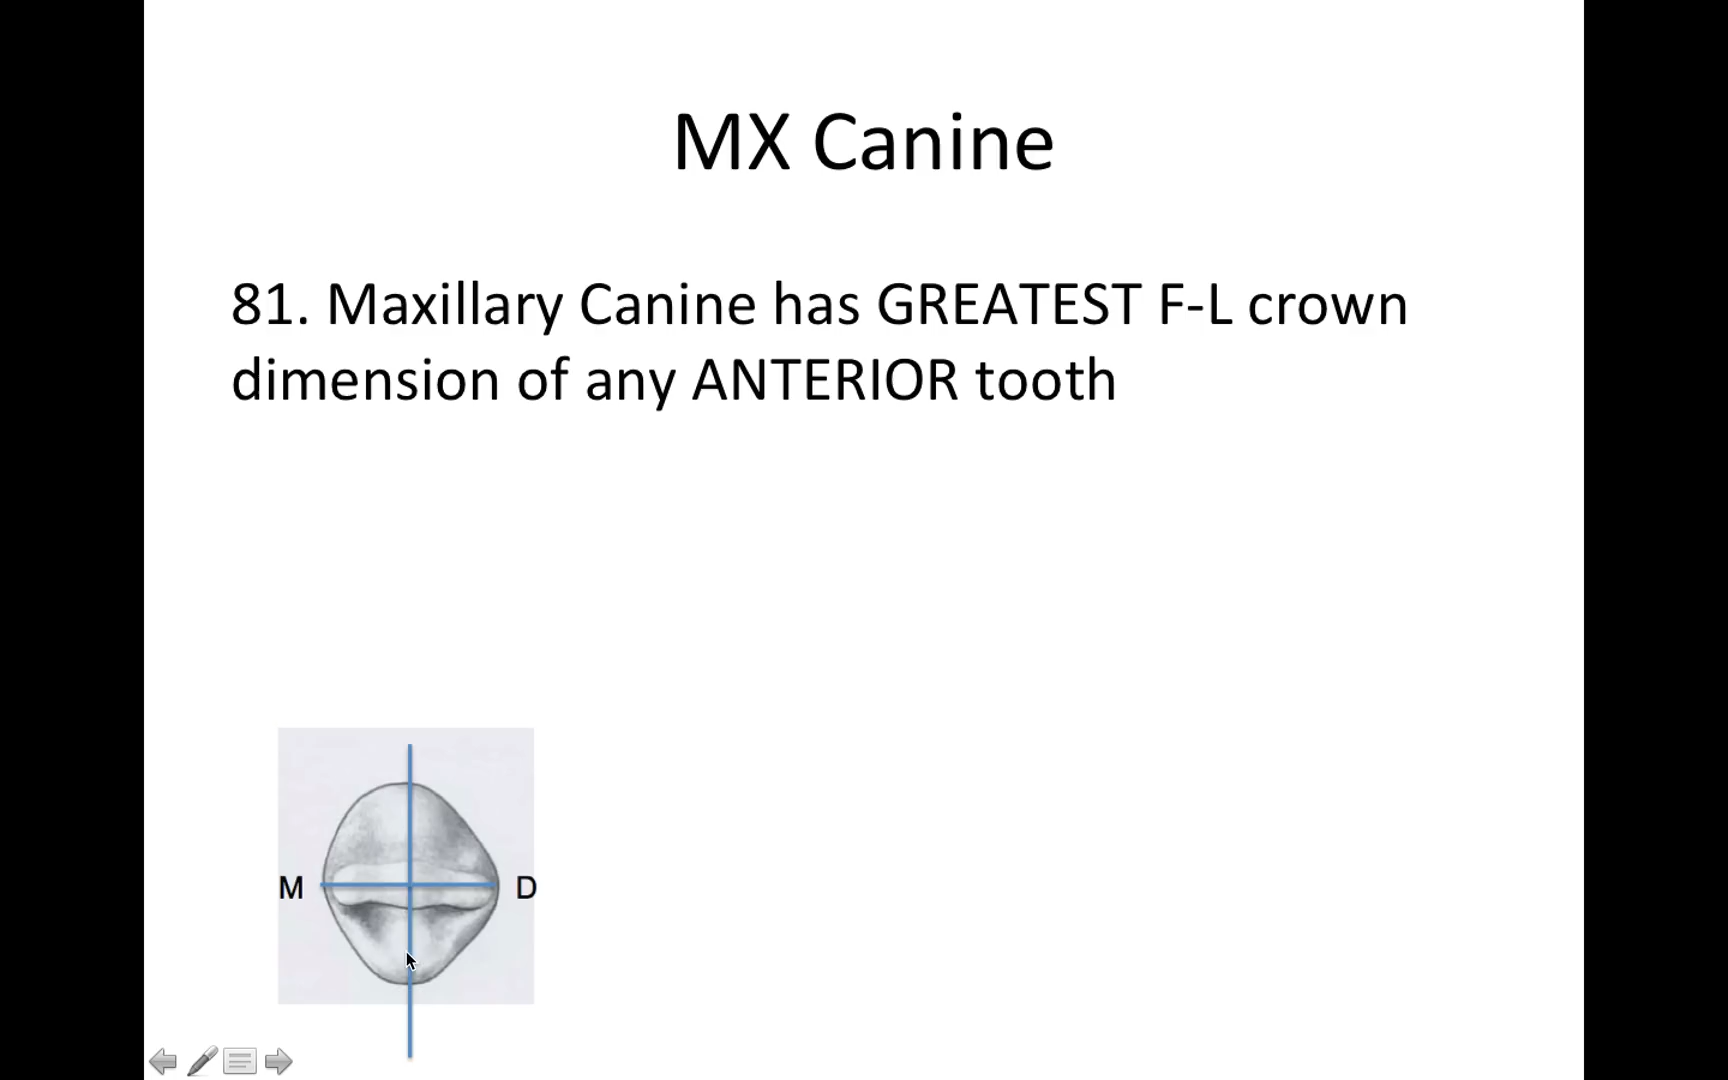 MX Canine
81. Maxillary Canine has GREATEST F-L crown
dimension of any ANTERIOR tooth
M D